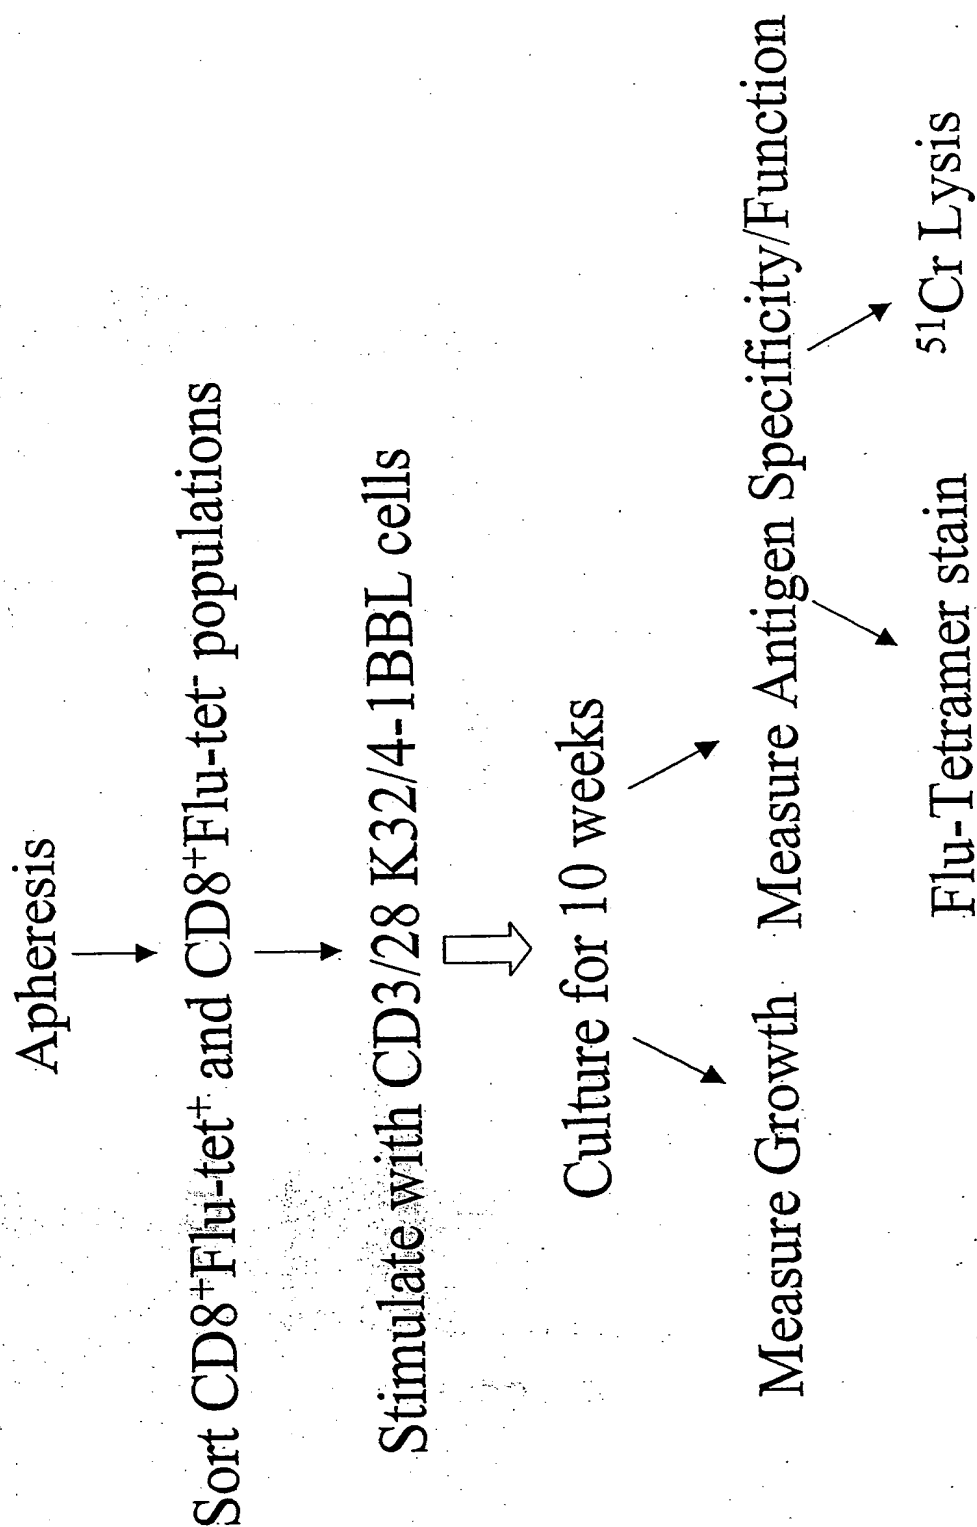 Apheresis
Sort CD8⁺Flu-tet⁺ and CD8⁺Flu-tet⁻ populations
Stimulate with CD3/28 K32/4-1BBL cells
Culture for 10 weeks
Measure Growth
Measure Antigen Specificity/Function
Flu-Tetramer stain
⁵¹Cr Lysis